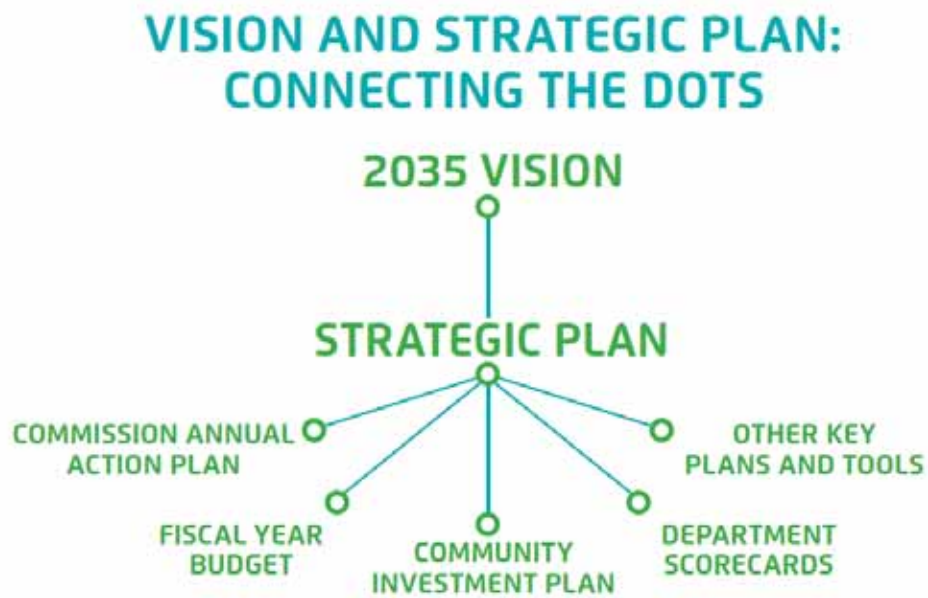 VISION AND STRATEGIC PLAN:
CONNECTING THE DOTS
2035 VISION
STRATEGIC PLAN
COMMISSION ANNUAL
ACTION PLAN
FISCAL YEAR
BUDGET
COMMUNITY
INVESTMENT PLAN
DEPARTMENT
SCORECARDS
OTHER KEY
PLANS AND TOOLS